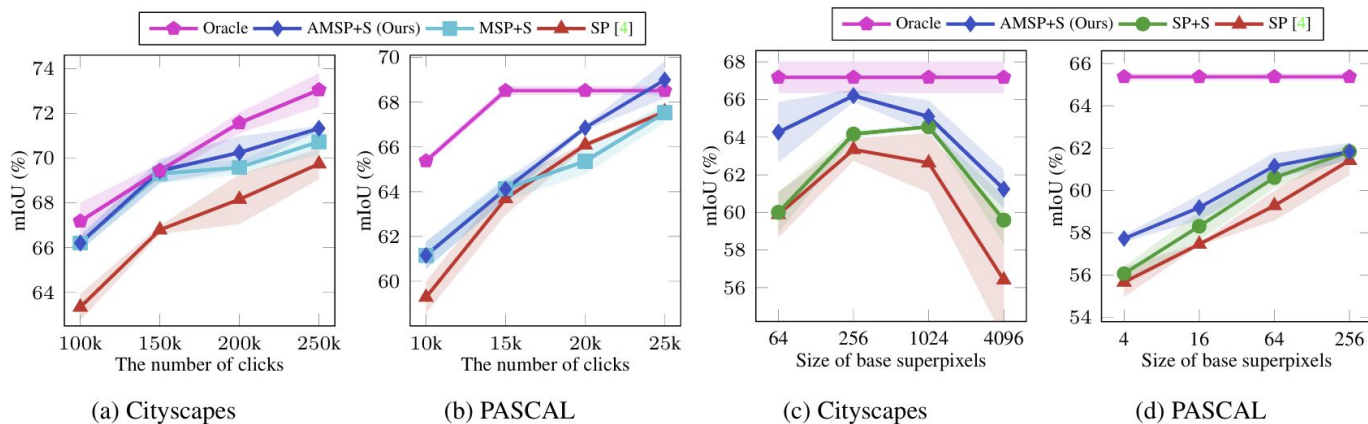 Oracle AMSP+S (Ours) MSP+S SP [4]
Oracle AMSP+S (Ours) SP+S SP [4]
mIoU (%)
74
72
70
68
66
64
100k 150k 200k 250k
The number of clicks
(a) Cityscapes
mIoU (%)
70
68
66
64
62
60
10k 15k 20k 25k
The number of clicks
(b) PASCAL
mIoU (%)
68
66
64
62
60
58
56
64 256 1024 4096
Size of base superpixels
(c) Cityscapes
mIoU (%)
66
64
62
60
58
56
54
4 16 64 256
Size of base superpixels
(d) PASCAL